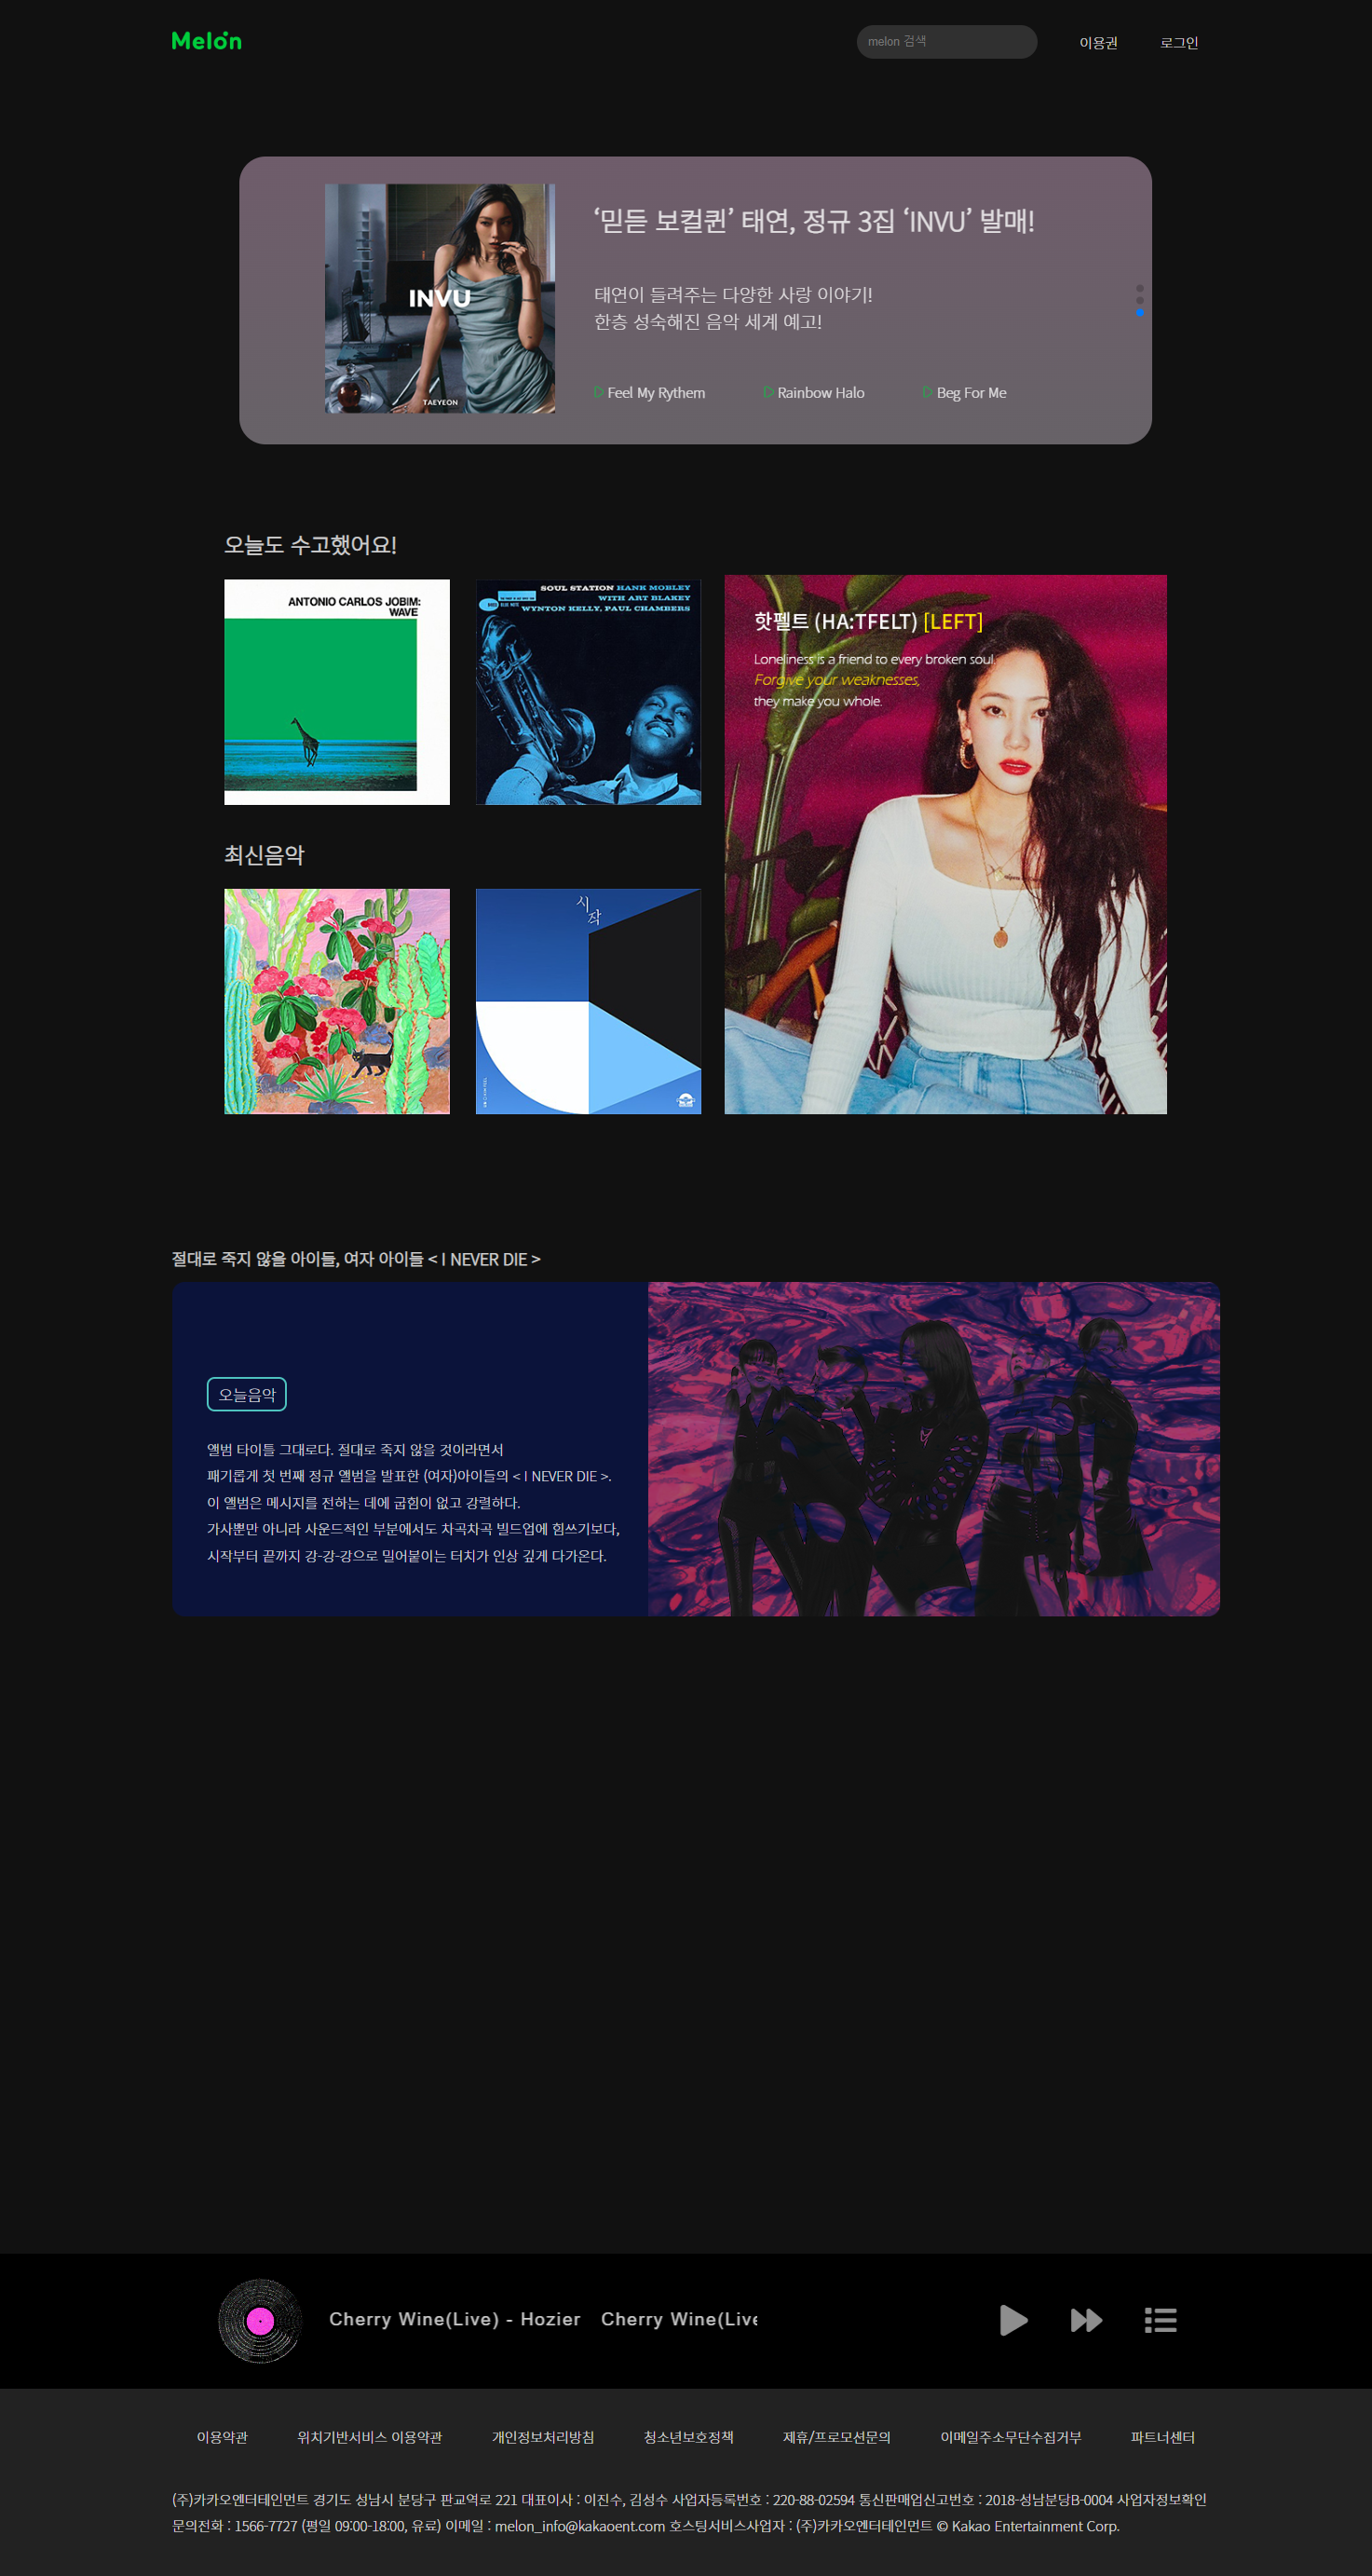 Melon
melon 검색
이용권
로그인
‘믿듣 보컬퀸’ 태연, 정규 3집 ‘INVU’ 발매!
INVU
TAEYEON
태연이 들려주는 다양한 사랑 이야기!
한층 성숙해진 음악 세계 예고!
Feel My Rythem
Rainbow Halo
Beg For Me
오늘도 수고했어요!
ANTONIO CARLOS JOBIM:
WAVE
SOUL STATION HANK MOBLEY
WITH ART BLAKEY
BLUE NOTE
WYNTON KELLY, PAUL CHAMBERS
핫펠트 (HA:TFELT) [LEFT]
Loneliness is a friend to every broken soul.
Forgive your weaknesses,
they make you whole.
최신음악
시작
절대로 죽지 않을 아이들, 여자 아이들 < I NEVER DIE >
오늘음악
앨범 타이틀 그대로다. 절대로 죽지 않을 것이라면서
패기롭게 첫 번째 정규 앨범을 발표한 (여자)아이들의 < I NEVER DIE >.
이 앨범은 메시지를 전하는 데에 굽힘이 없고 강렬하다.
가사뿐만 아니라 사운드적인 부분에서도 차곡차곡 빌드업에 힘쓰기보다,
시작부터 끝까지 강-강-강으로 밀어붙이는 터치가 인상 깊게 다가온다.
Cherry Wine(Live) - Hozier Cherry Wine(Live
이용약관
위치기반서비스 이용약관
개인정보처리방침
청소년보호정책
제휴/프로모션문의
이메일주소무단수집거부
파트너센터
(주)카카오엔터테인먼트 경기도 성남시 분당구 판교역로 221 대표이사 : 이진수, 김성수 사업자등록번호 : 220-88-02594 통신판매업신고번호 : 2018-성남분당B-0004 사업자정보확인
문의전화 : 1566-7727 (평일 09:00-18:00, 유료) 이메일 : melon_info@kakaoent.com 호스팅서비스사업자 : (주)카카오엔터테인먼트 © Kakao Entertainment Corp.